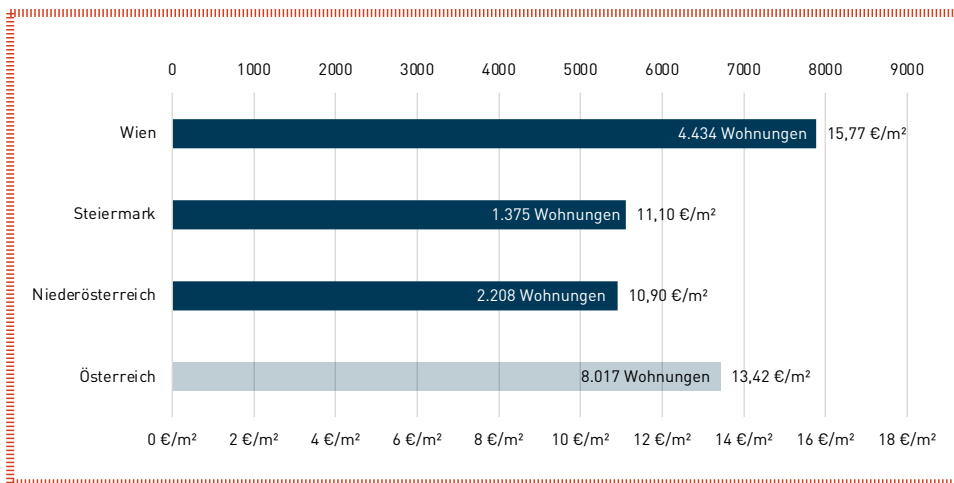 0 1000 2000 3000 4000 5000 6000 7000 8000 9000
Wien 4.434 Wohnungen 15,77 €/m²
Steiermark 1.375 Wohnungen 11,10 €/m²
Niederösterreich 2.208 Wohnungen 10,90 €/m²
Österreich 8.017 Wohnungen 13,42 €/m²
0 €/m² 2 €/m² 4 €/m² 6 €/m² 8 €/m² 10 €/m² 12 €/m² 14 €/m² 16 €/m² 18 €/m²